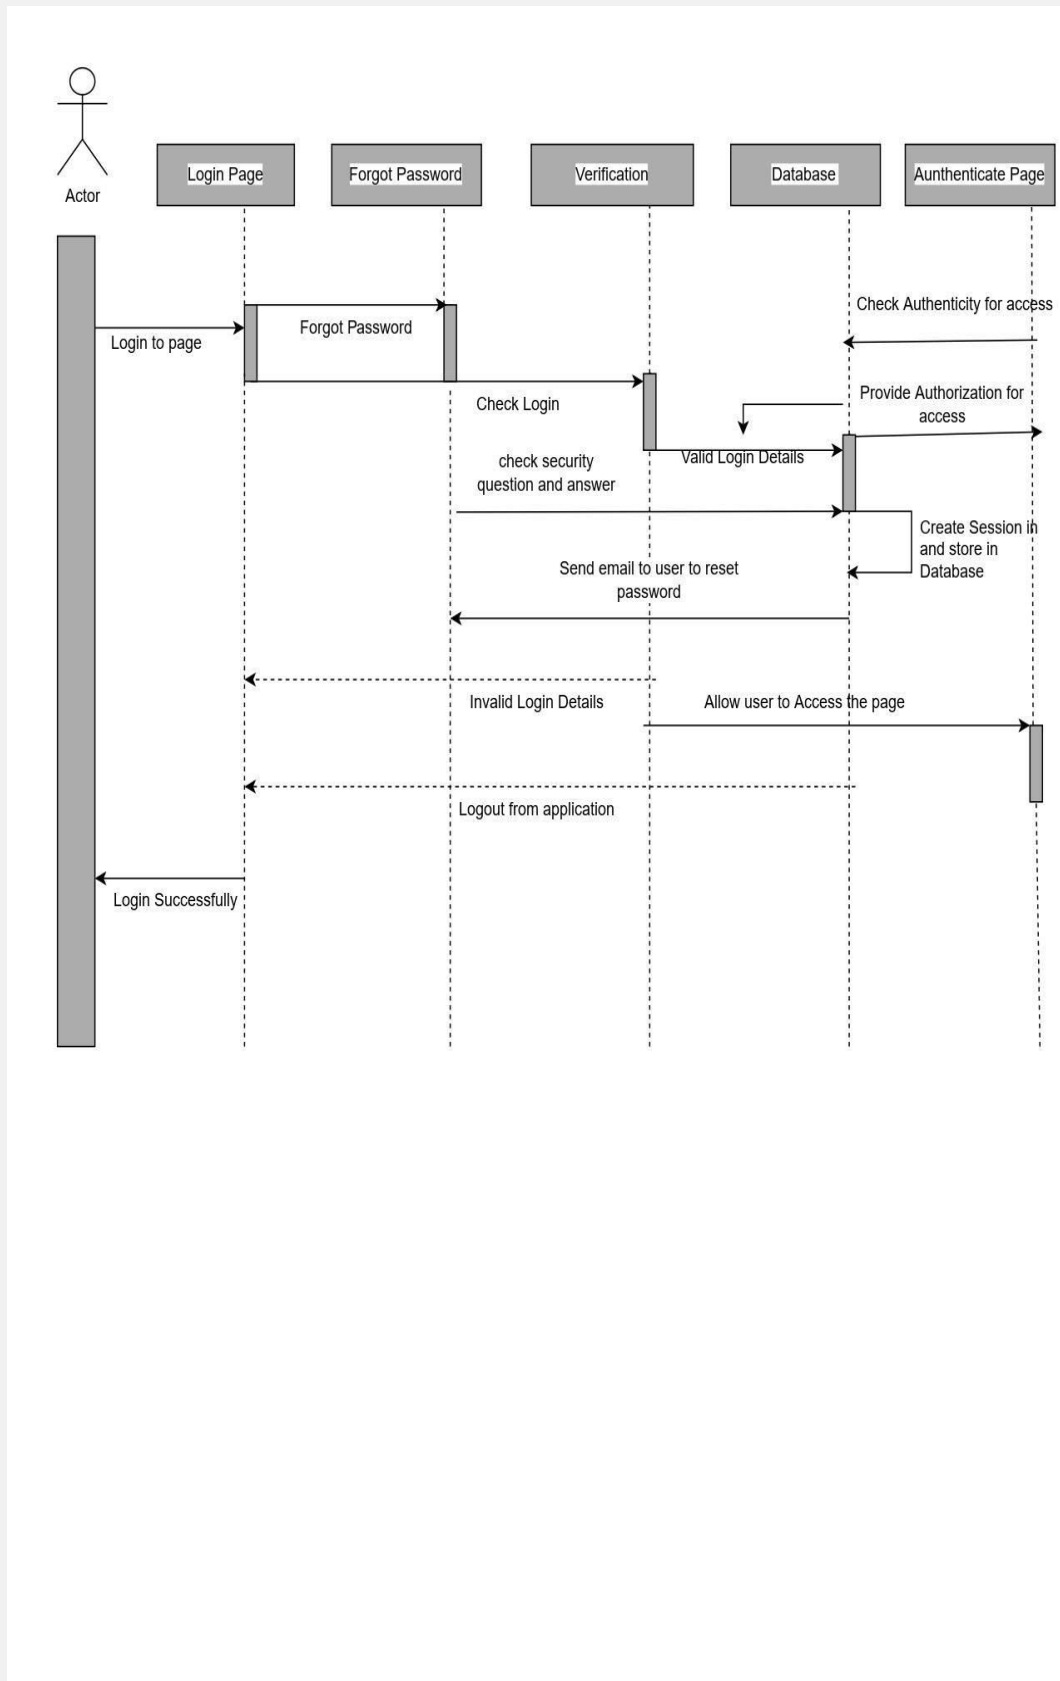 Actor
Login Page
Forgot Password
Verification
Database
Aunthenticate Page
Check Authenticity for access
Forgot Password
Login to page
Provide Authorization for
access
Check Login
Valid Login Details
check security
question and answer
Create Session in
and store in
Database
Send email to user to reset
password
Invalid Login Details
Allow user to Access the page
Logout from application
Login Successfully